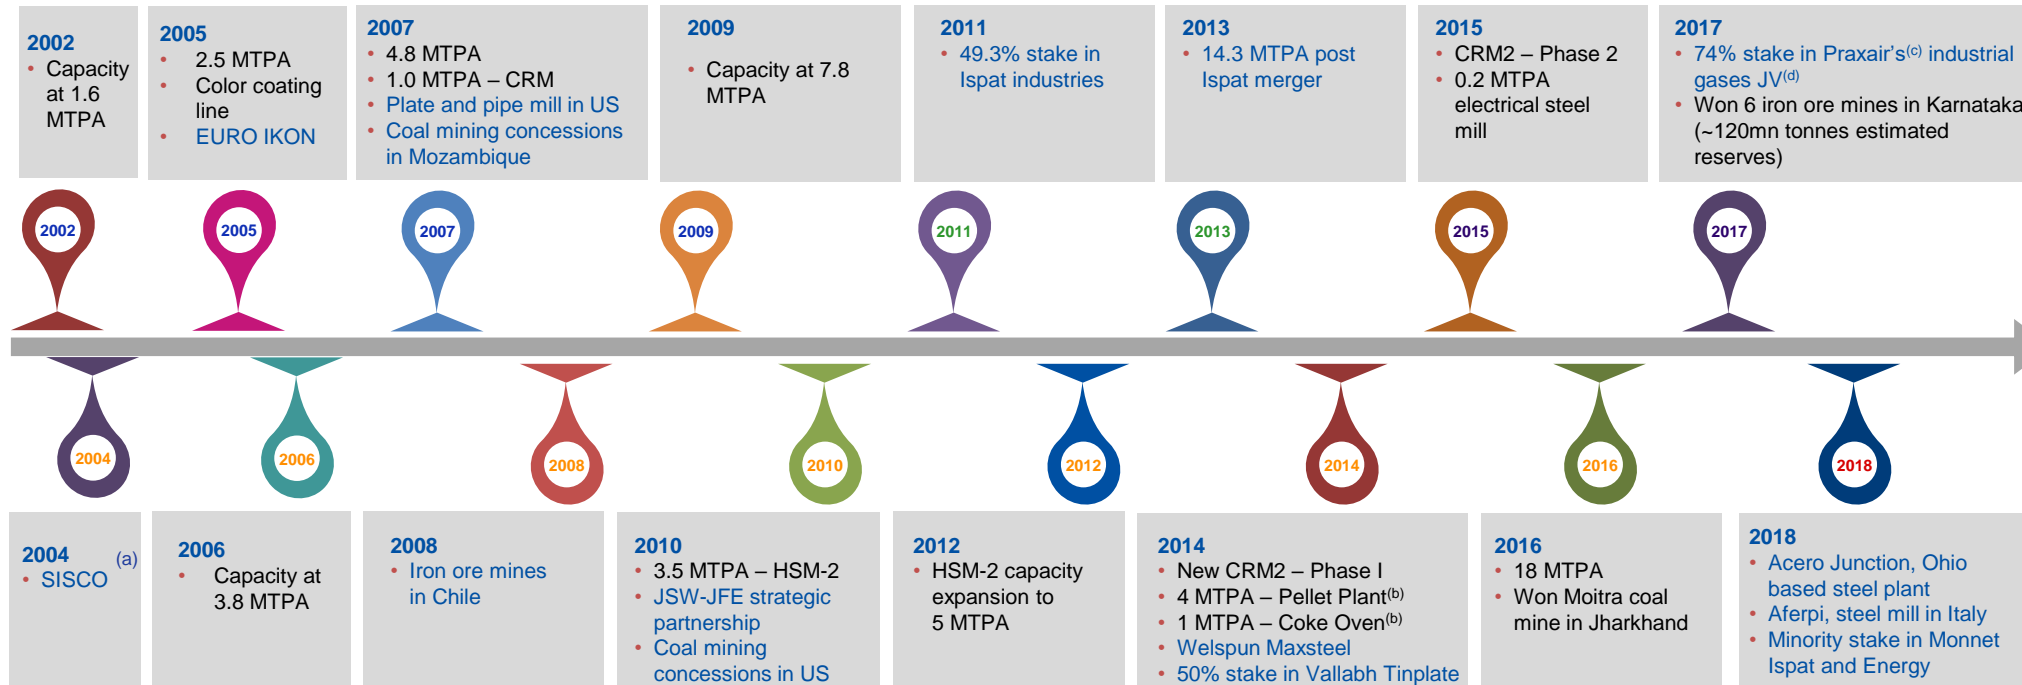 2002
• Capacity
at 1.6
MTPA
2005
• 2.5 MTPA
• Color coating
line
• EURO IKON
2007
• 4.8 MTPA
• 1.0 MTPA – CRM
• Plate and pipe mill in US
• Coal mining concessions
in Mozambique
2009
• Capacity at 7.8
MTPA
2011
• 49.3% stake in
Ispat industries
2013
• 14.3 MTPA post
Ispat merger
2015
• CRM2 – Phase 2
• 0.2 MTPA
electrical steel
mill
2017
• 74% stake in Praxair's(c) industrial
gases JV(d)
• Won 6 iron ore mines in Karnataka
(~120mn tonnes estimated
reserves)
2002
2005
2007
2009
2011
2013
2015
2017
2004
2006
2008
2010
2012
2014
2016
2018
2004 (a)
• SISCO
2006
• Capacity at
3.8 MTPA
2008
• Iron ore mines
in Chile
2010
• 3.5 MTPA – HSM-2
• JSW-JFE strategic
partnership
• Coal mining
concessions in US
2012
• HSM-2 capacity
expansion to
5 MTPA
2014
• New CRM2 – Phase I
• 4 MTPA – Pellet Plant(b)
• 1 MTPA – Coke Oven(b)
• Welspun Maxsteel
• 50% stake in Vallabh Tinplate
2016
• 18 MTPA
• Won Moitra coal
mine in Jharkhand
2018
• Acero Junction, Ohio
based steel plant
• Aferpi, steel mill in Italy
• Minority stake in Monnet
Ispat and Energy